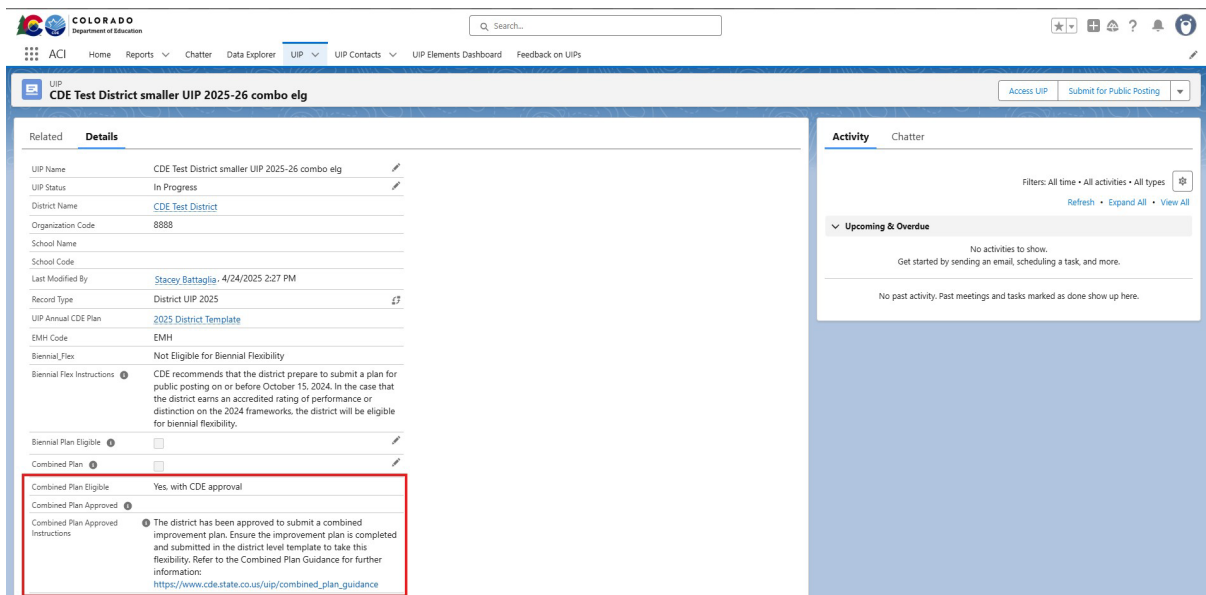 COLORADO
Department of Education
Search...
ACI
Home
Reports
Chatter
Data Explorer
UIP
UIP Contacts
UIP Elements Dashboard
Feedback on UIPs
UIP
CDE Test District smaller UIP 2025-26 combo elg
Access UIP
Submit for Public Posting
Related
Details
UIP Name CDE Test District smaller UIP 2025-26 combo elg
UIP Status In Progress
District Name CDE Test District
Organization Code 8888
School Name
School Code
Last Modified By Stacey Battaglia, 4/24/2025 2:27 PM
Record Type District UIP 2025
UIP Annual CDE Plan 2025 District Template
EMH Code EMH
Biennial_Flex Not Eligible for Biennial Flexibility
Biennial Flex Instructions CDE recommends that the district prepare to submit a plan for
public posting on or before October 15, 2024. In the case that
the district earns an accredited rating of performance or
distinction on the 2024 frameworks, the district will be eligible
for biennial flexibility.
Biennial Plan Eligible
Combined Plan
Combined Plan Eligible Yes, with CDE approval
Combined Plan Approved
Combined Plan Approved
Instructions
The district has been approved to submit a combined
improvement plan. Ensure the improvement plan is completed
and submitted in the district level template to take this
flexibility. Refer to the Combined Plan Guidance for further
information:
https://www.cde.state.co.us/uip/combined_plan_guidance
Activity
Chatter
Filters: All time • All activities • All types
Refresh • Expand All • View All
Upcoming & Overdue
No activities to show.
Get started by sending an email, scheduling a task, and more.
No past activity. Past meetings and tasks marked as done show up here.